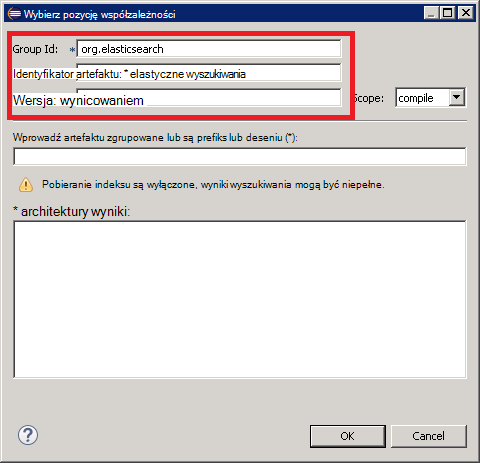 Wybierz pozycję współzależności
Group Id: * org.elasticsearch
Identyfikator artefaktu: * elastyczne wyszukiwania
Wersja: wynicowaniem
Scope: compile
Wprowadź artefaktu zgrupowane lub są prefiks lub deseniu (*):
Pobieranie indeksu są wyłączone, wyniki wyszukiwania mogą być niepełne.
* architektury wyniki:
?
OK Cancel